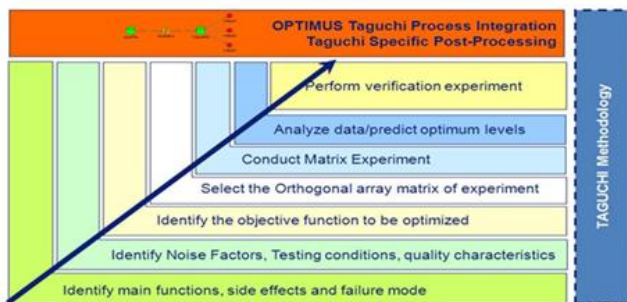 OPTIMUS Taguchi Process Integration
Taguchi Specific Post-Processing
Perform verification experiment
Analyze data/predict optimum levels
Conduct Matrix Experiment
Select the Orthogonal array matrix of experiment
Identify the objective function to be optimized
Identify Noise Factors, Testing conditions, quality characteristics
Identify main functions, side effects and failure mode
TAGUCHI Methodology